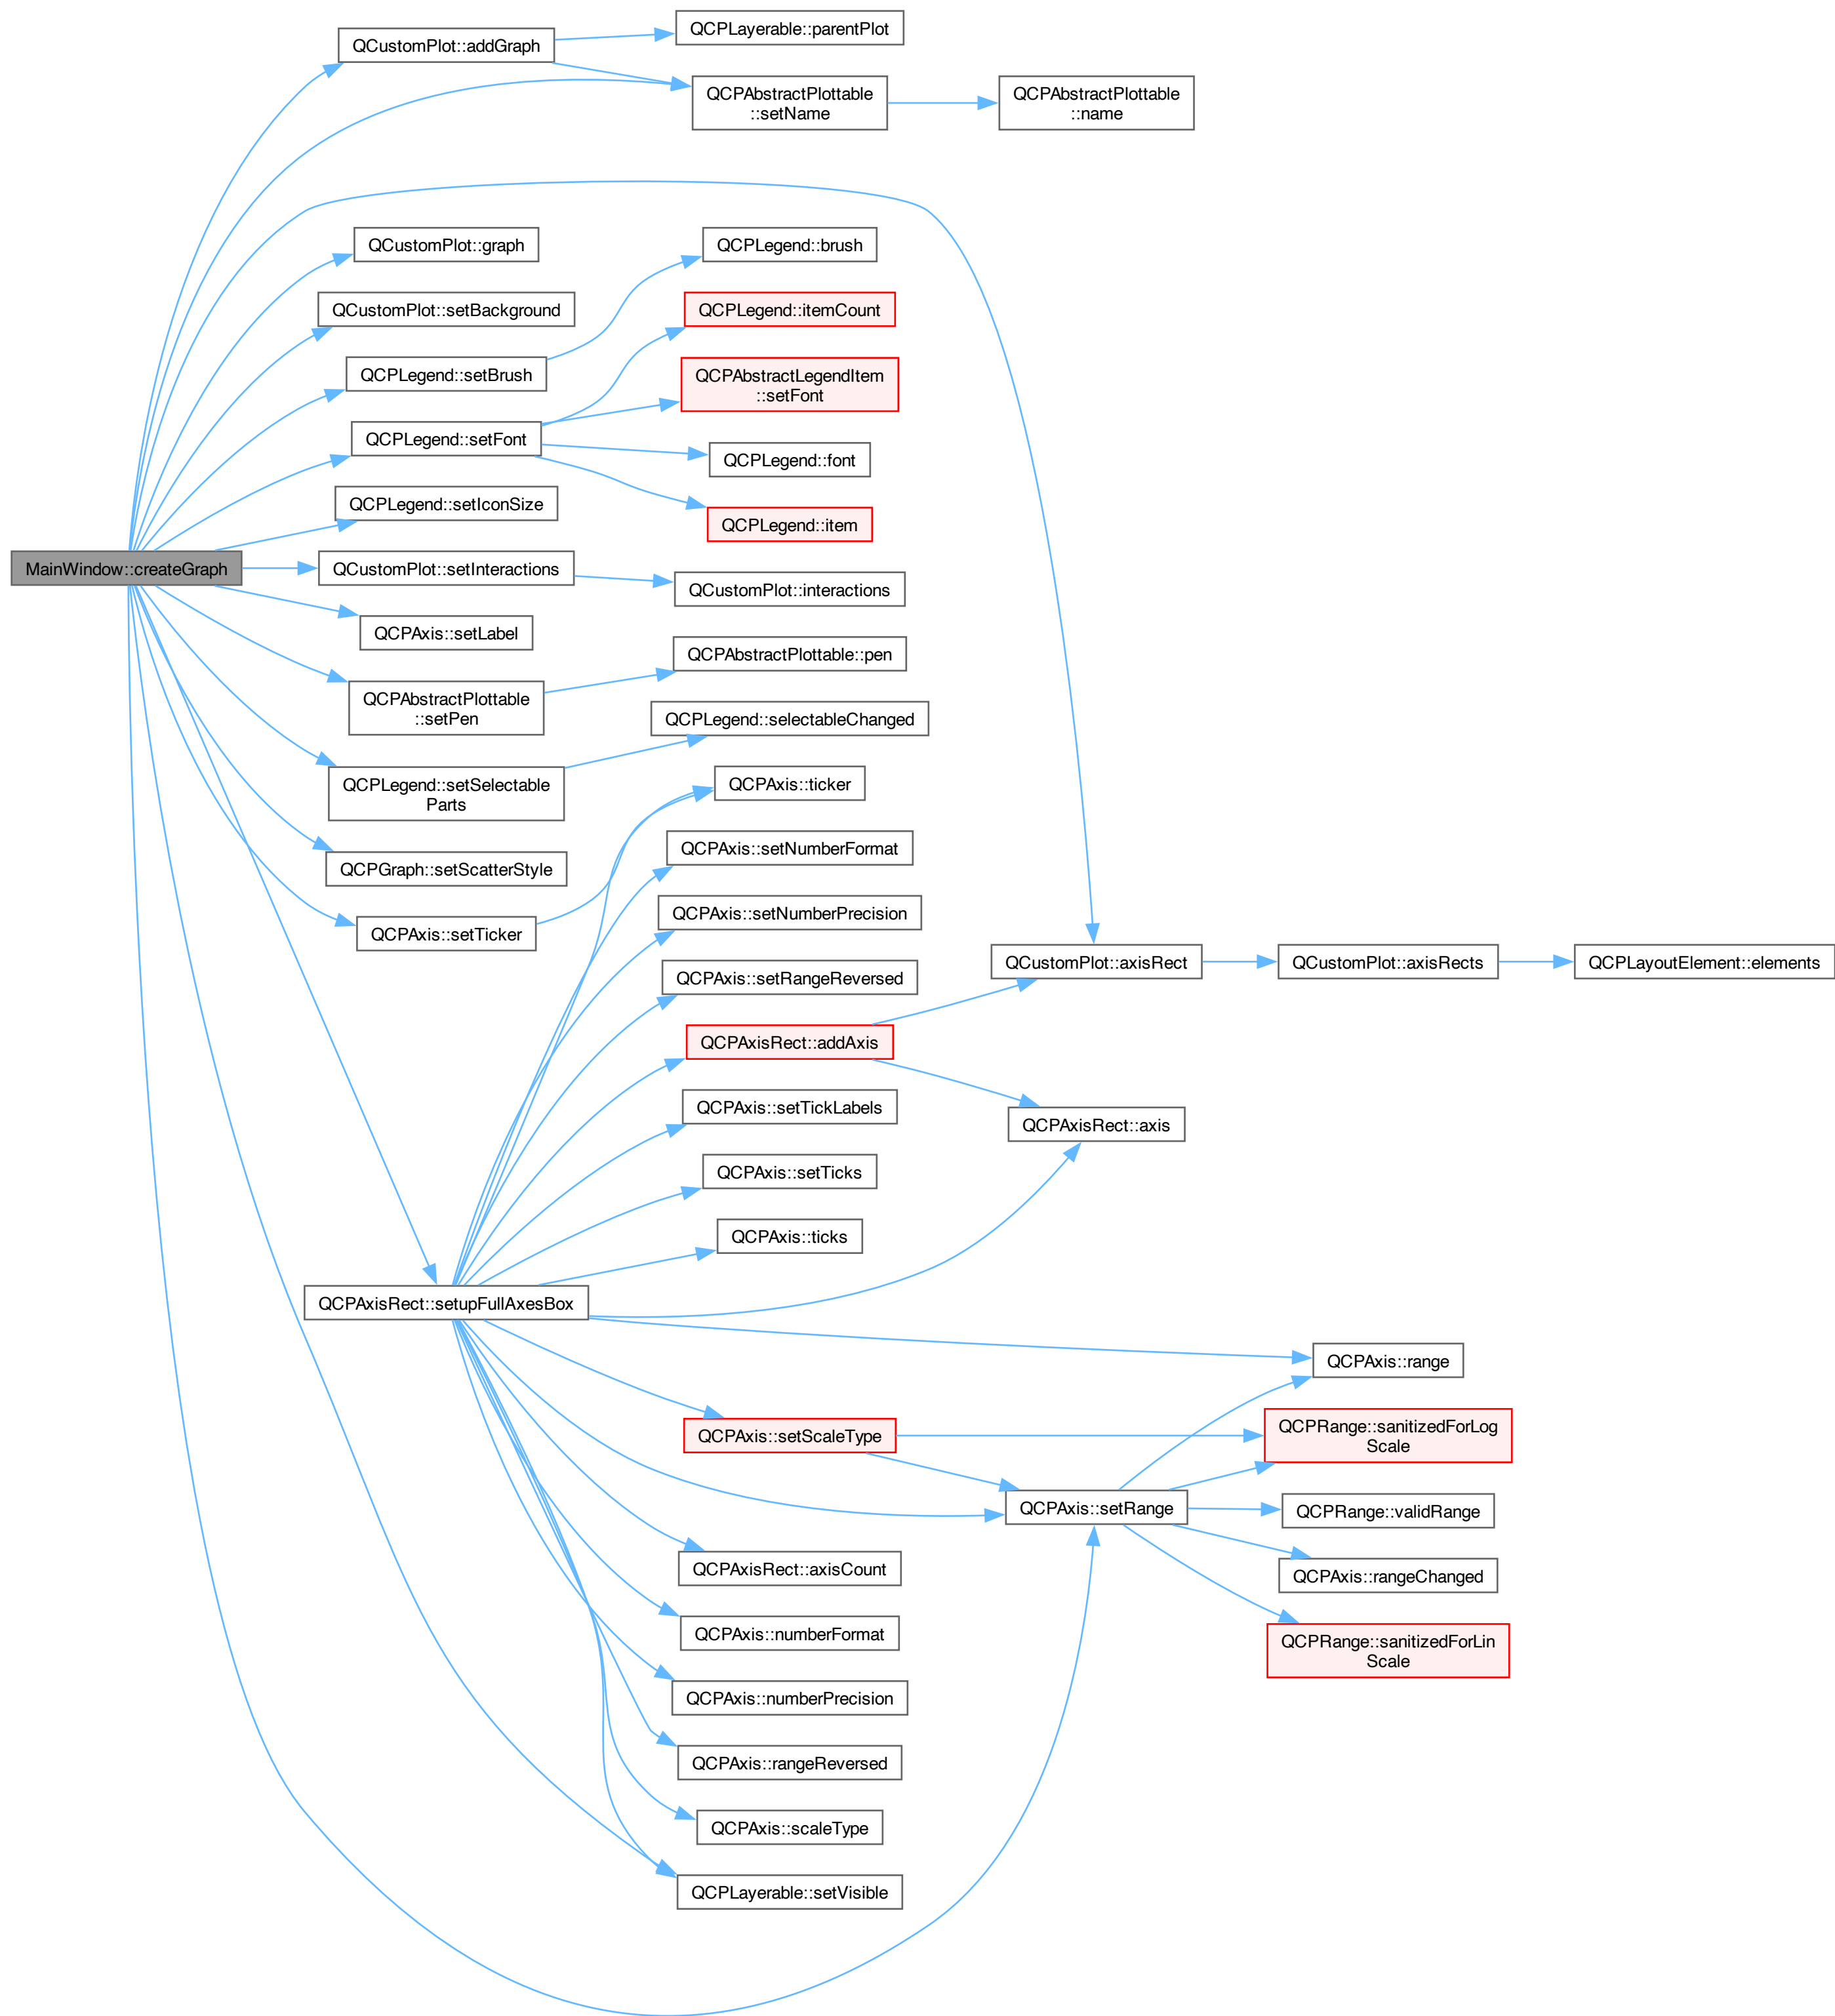 QCustomPlot::addGraph
QCPLayerable::parentPlot
QCPAbstractPlottable
::setName
QCPAbstractPlottable
::name
QCustomPlot::graph
QCPLegend::brush
QCustomPlot::setBackground
QCPLegend::itemCount
QCPLegend::setBrush
QCPAbstractLegendItem
::setFont
QCPLegend::setFont
QCPLegend::font
QCPLegend::setIconSize
QCPLegend::item
MainWindow::createGraph
QCustomPlot::setInteractions
QCustomPlot::interactions
QCPAxis::setLabel
QCPAbstractPlottable::pen
QCPAbstractPlottable
::setPen
QCPLegend::selectableChanged
QCPLegend::setSelectable
Parts
QCPAxis::ticker
QCPGraph::setScatterStyle
QCPAxis::setNumberFormat
QCPAxis::setTicker
QCPAxis::setNumberPrecision
QCPAxis::setRangeReversed
QCustomPlot::axisRect
QCustomPlot::axisRects
QCPLayoutElement::elements
QCPAxisRect::addAxis
QCPAxis::setTickLabels
QCPAxisRect::axis
QCPAxis::setTicks
QCPAxis::ticks
QCPAxisRect::setupFullAxesBox
QCPAxis::range
QCPAxis::setScaleType
QCPRange::sanitizedForLog
Scale
QCPAxis::setRange
QCPRange::validRange
QCPAxisRect::axisCount
QCPAxis::rangeChanged
QCPAxis::numberFormat
QCPRange::sanitizedForLin
Scale
QCPAxis::numberPrecision
QCPAxis::rangeReversed
QCPAxis::scaleType
QCPLayerable::setVisible